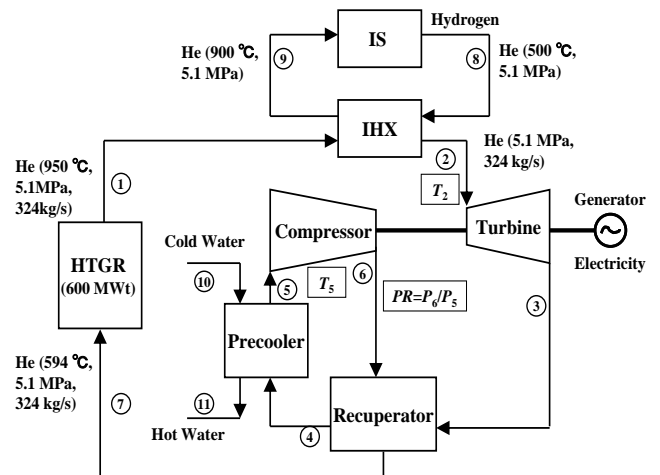 IS
Hydrogen
He (900 ℃,
5.1 MPa)
9
8
He (500 ℃,
5.1 MPa)
IHX
He (950 ℃,
5.1MPa,
324kg/s)
1
2
He (5.1 MPa,
324 kg/s)
T2
Compressor
Turbine
Generator
Electricity
HTGR
(600 MWt)
Cold Water
10
5
T5
6
PR=P6/P5
3
Precooler
He (594 ℃,
5.1 MPa,
324 kg/s)
7
11
Hot Water
4
Recuperator